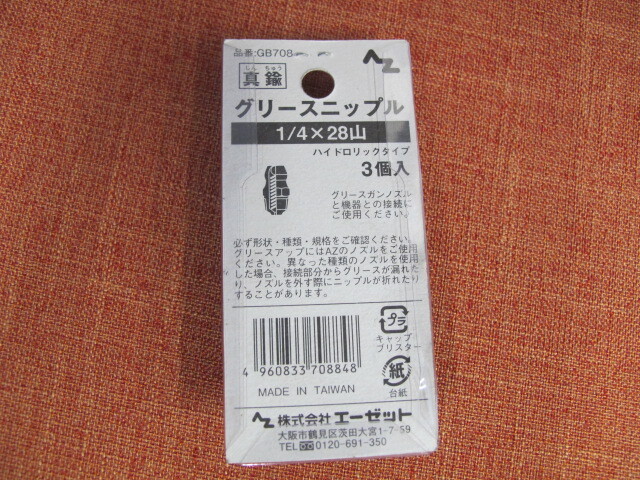 品番:GB708
AZ
しん ちゅう
真鍮
グリースニップル
1/4×28山
ハイドロリックタイプ
3個入
グリースガンノズル
と機器との接続に
ご使用ください。
必ず形状・種類・規格をご確認ください。
グリースアップにはAZのノズルをご使用
ください。異なった種類のノズルを使用
した場合、接続部分からグリースが漏れた
り、ノズルを外す際にニップルが折れたり
することがあります。
プラ
キャップ
ブリスター
紙
台紙
4 960833 708848
MADE IN TAIWAN
AZ 株式会社 エーゼット
大阪市鶴見区茨田大宮1-7-59
TEL 0120-691-350